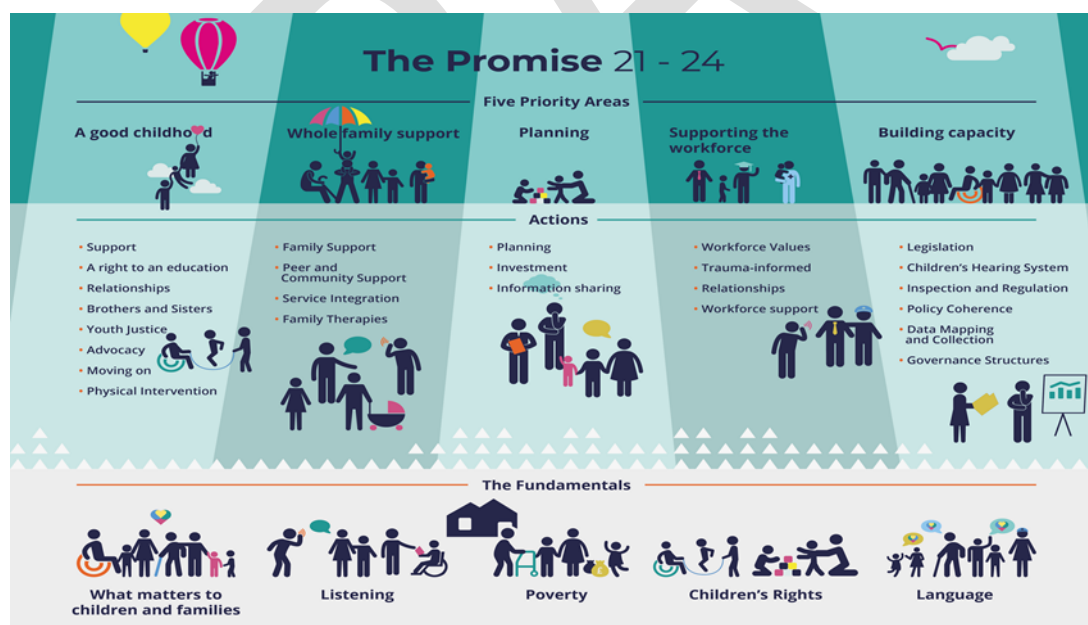 The Promise 21 - 24
Five Priority Areas
A good childhood
Whole family support
Planning
Supporting the
workforce
Building capacity
Actions
• Support
• A right to an education
• Relationships
• Brothers and Sisters
• Youth Justice
• Advocacy
• Moving on
• Physical Intervention
• Family Support
• Peer and
Community Support
• Service Integration
• Family Therapies
• Planning
• Investment
• Information sharing
• Workforce Values
• Trauma-informed
• Relationships
• Workforce support
• Legislation
• Children's Hearing System
• Inspection and Regulation
• Policy Coherence
• Data Mapping
and Collection
• Governance Structures
The Fundamentals
What matters to
children and families
Listening
Poverty
Children's Rights
Language